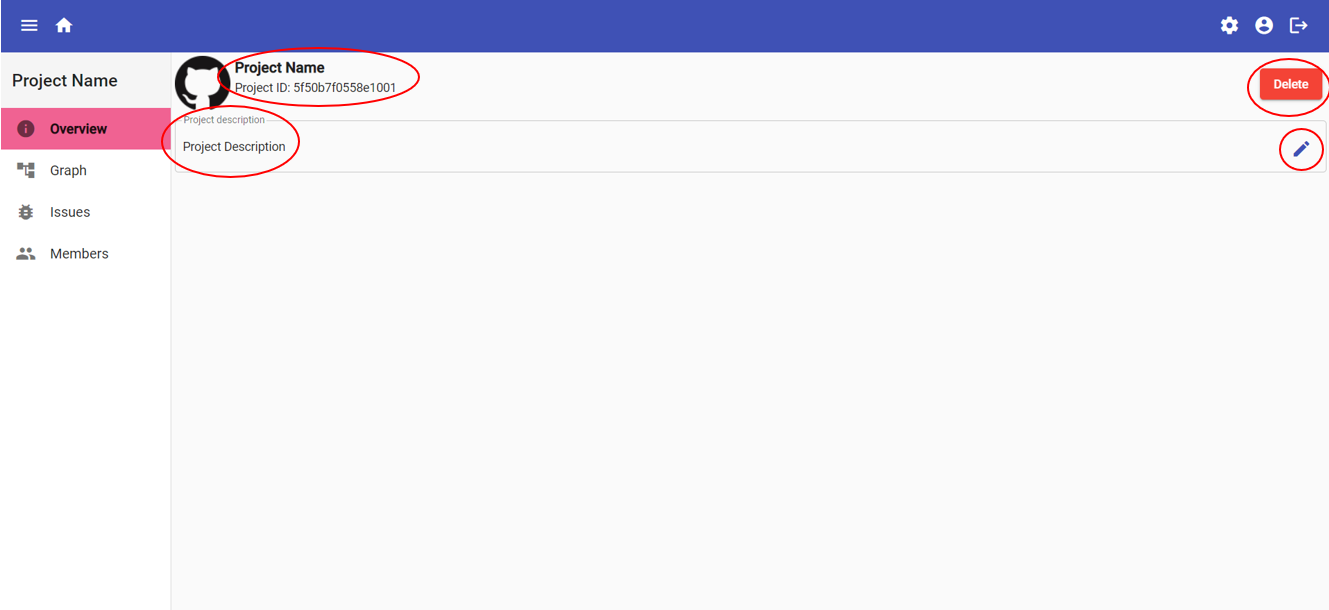 Project Name
Overview
Graph
Issues
Members
Project Name
Project ID: 5f50b7f0558e1001
Delete
Project description
Project Description